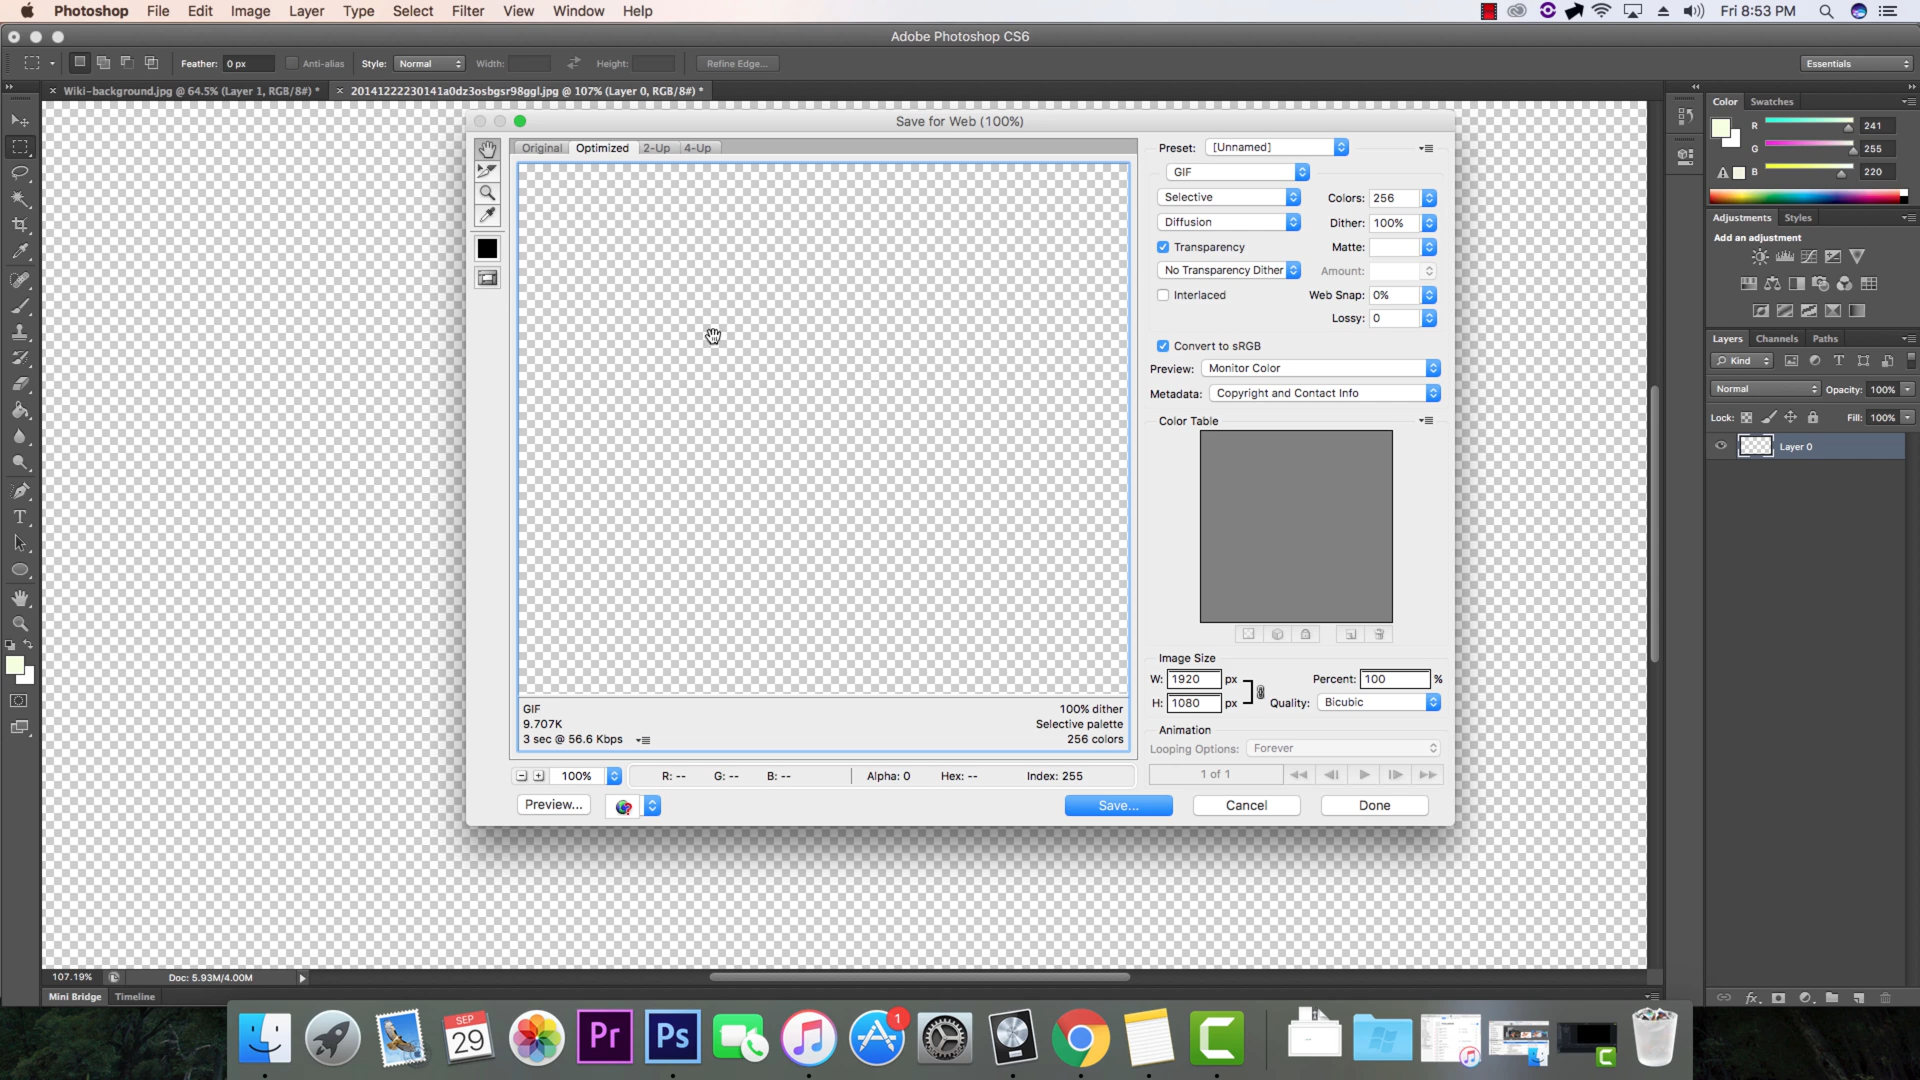 Photoshop File Edit Image Layer Type Select Filter View Window Help Fri 8:53 PM
Adobe Photoshop CS6
Feather: 0 px Anti-alias Style: Normal Width: Height: Refine Edge... Essentials
Wiki-background.jpg @ 64.5% (Layer 1, RGB/8#) * 20141222230141a0dz3osbgsr98ggl.jpg @ 107% (Layer 0, RGB/8#) *
Save for Web (100%)
Original Optimized 2-Up 4-Up
Preset: [Unnamed]
GIF
Selective Colors: 256
Diffusion Dither: 100%
Transparency Matte:
No Transparency Dither Amount:
Interlaced Web Snap: 0%
Lossy: 0
Convert to sRGB
Preview: Monitor Color
Metadata: Copyright and Contact Info
Color Table
Image Size
W: 1920 px Percent: 100 %
H: 1080 px Quality: Bicubic
Animation
Looping Options: Forever
1 of 1
GIF 100% dither
9.707K Selective palette
3 sec @ 56.6 Kbps 256 colors
100% R: -- G: -- B: -- Alpha: 0 Hex: -- Index: 255
Preview... Save... Cancel Done
Color Swatches
R 241
G 255
B 220
Adjustments Styles
Add an adjustment
Layers Channels Paths
Kind
Normal Opacity: 100%
Lock: Fill: 100%
Layer 0
fx
107.19% Doc: 5.93M/4.00M
Mini Bridge Timeline
SEP
29
Pr
Ps
1